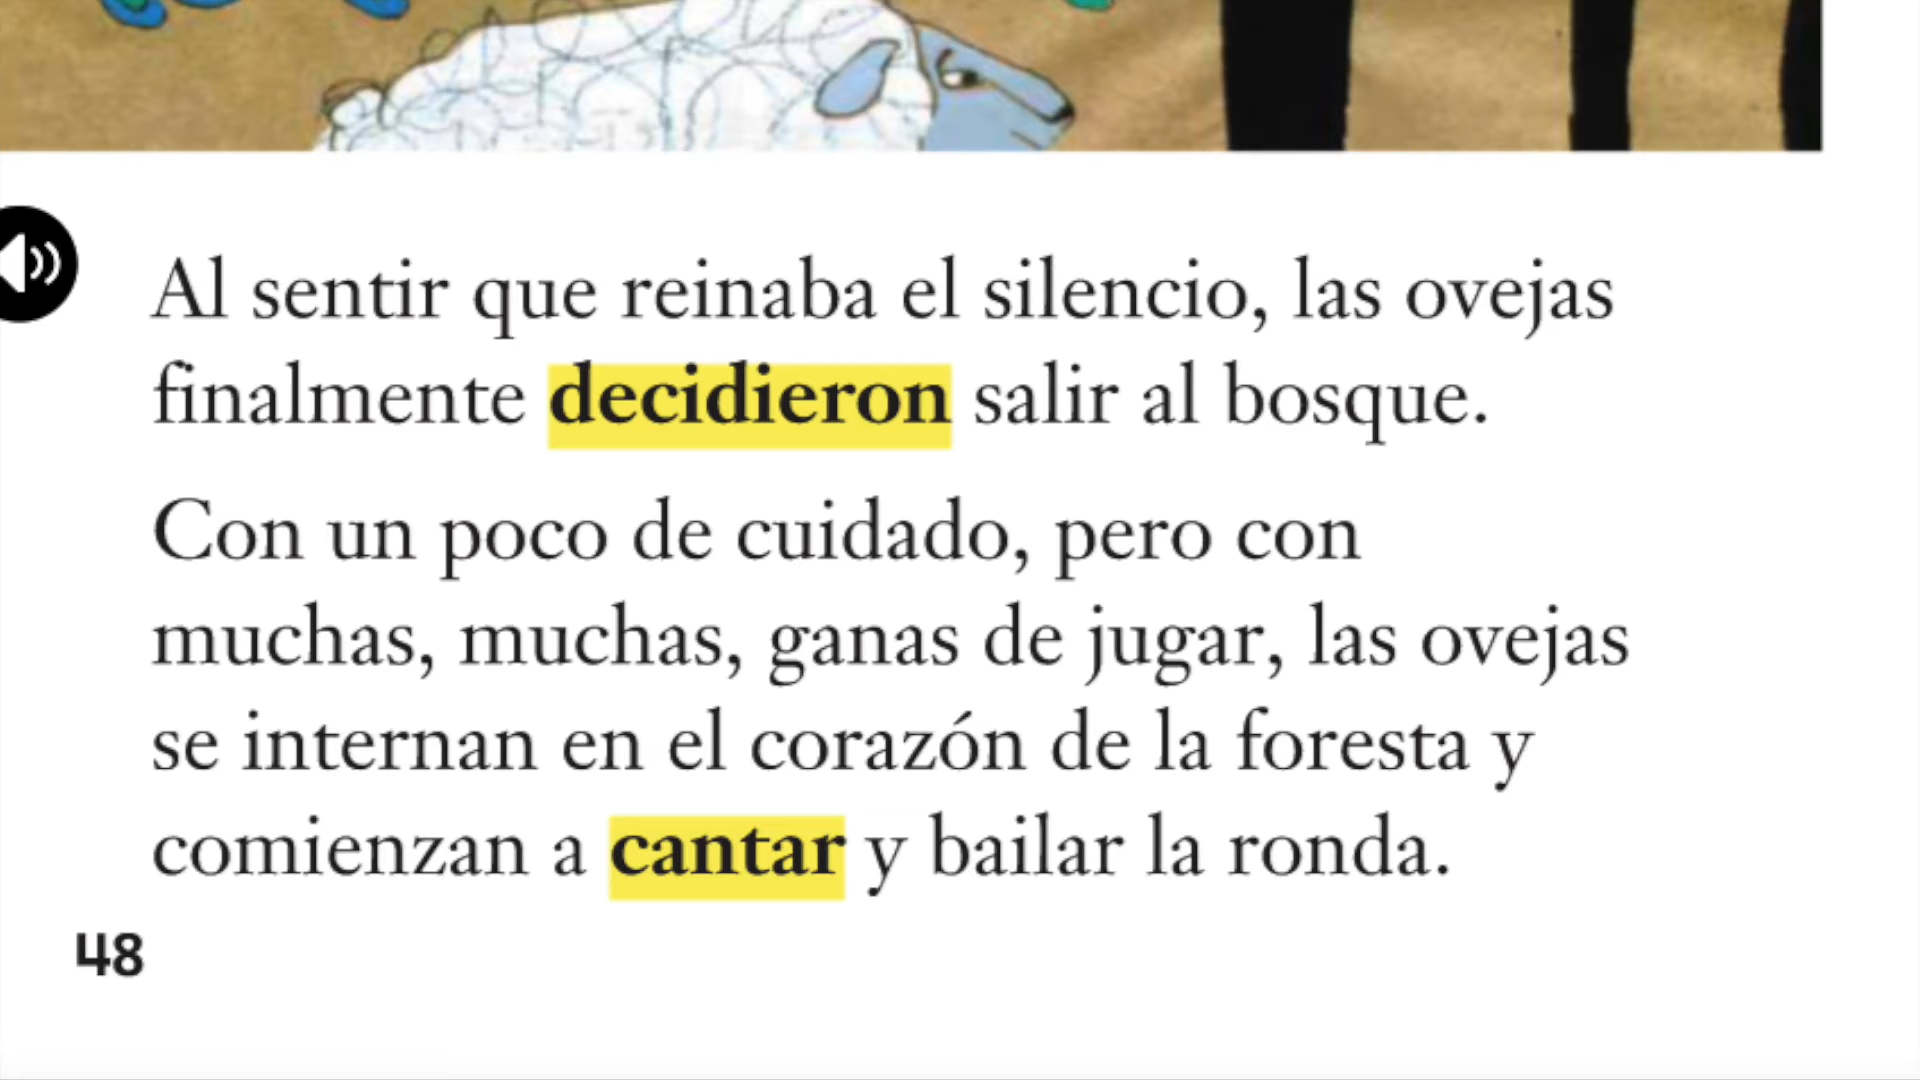 Al sentir que reinaba el silencio, las ovejas
finalmente decidieron salir al bosque.
Con un poco de cuidado, pero con
muchas, muchas, ganas de jugar, las ovejas
se internan en el corazón de la foresta y
comienzan a cantar y bailar la ronda.
48